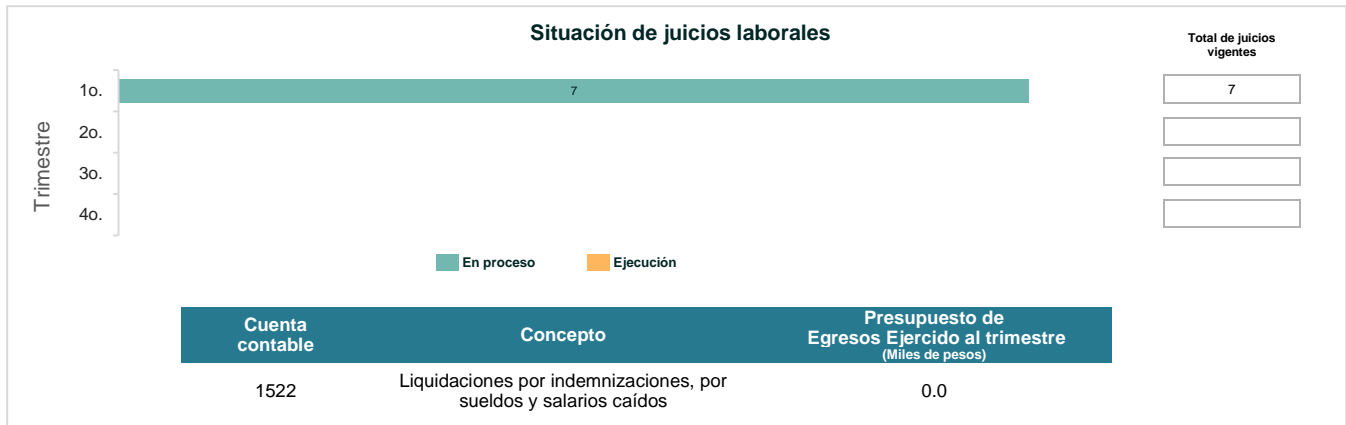 Situación de juicios laborales
Total de juicios
vigentes
Trimestre
1o.
7
7
2o.
3o.
4o.
En proceso
Ejecución
Cuenta
contable
Concepto
Presupuesto de
Egresos Ejercido al trimestre
(Miles de pesos)
1522
Liquidaciones por indemnizaciones, por
sueldos y salarios caídos
0.0